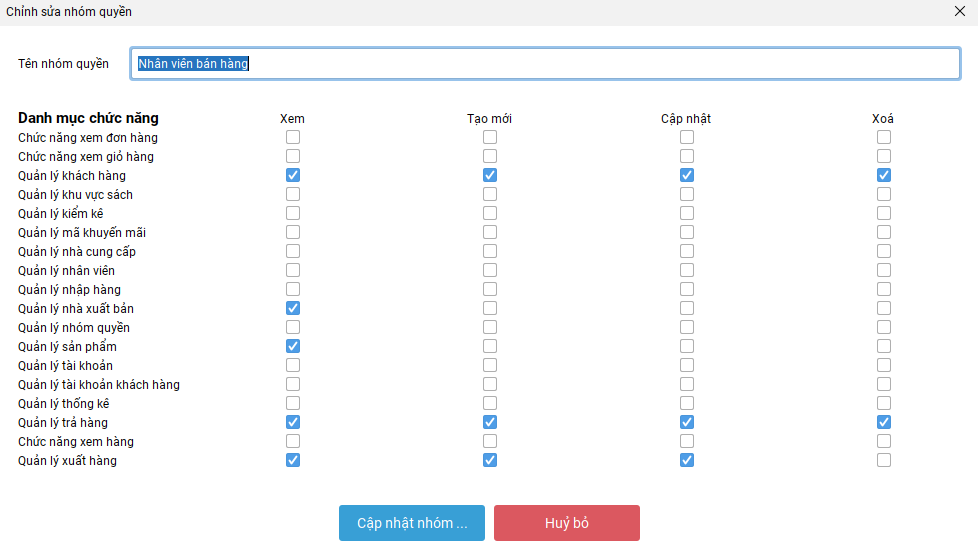 Chỉnh sửa nhóm quyền
Tên nhóm quyền Nhân viên bán hàng
Danh mục chức năng Xem Tạo mới Cập nhật Xoá
Chức năng xem đơn hàng
Chức năng xem giỏ hàng
Quản lý khách hàng
Quản lý khu vực sách
Quản lý kiểm kê
Quản lý mã khuyến mãi
Quản lý nhà cung cấp
Quản lý nhân viên
Quản lý nhập hàng
Quản lý nhà xuất bản
Quản lý nhóm quyền
Quản lý sản phẩm
Quản lý tài khoản
Quản lý tài khoản khách hàng
Quản lý thống kê
Quản lý trả hàng
Chức năng xem hàng
Quản lý xuất hàng
Cập nhật nhóm ... Huỷ bỏ